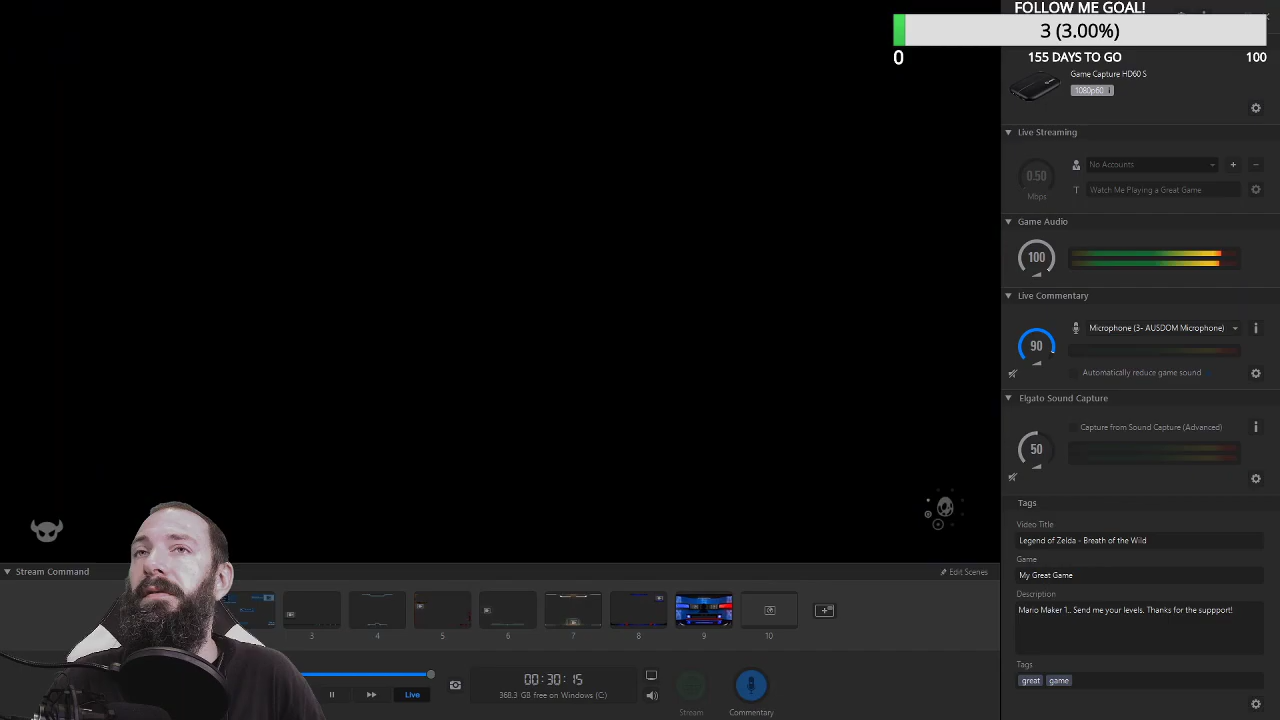 FOLLOW ME GOAL!
3 (3.00%)
0
155 DAYS TO GO
100
Game Capture HD60 S
1080p60
Live Streaming
0.50
Mbps
No Accounts
Watch Me Playing a Great Game
Game Audio
100
Live Commentary
90
Microphone (3- AUSDOM Microphone)
Automatically reduce game sound
Elgato Sound Capture
50
Capture from Sound Capture (Advanced)
Tags
Video Title
Legend of Zelda - Breath of the Wild
Game
My Great Game
Description
Mario Maker 1.. Send me your levels. Thanks for the suppport!
Tags
great
game
Stream Command
Edit Scenes
3
4
5
6
7
8
9
10
Live
00:30:15
368.3 GB free on Windows (C:)
Stream
Commentary